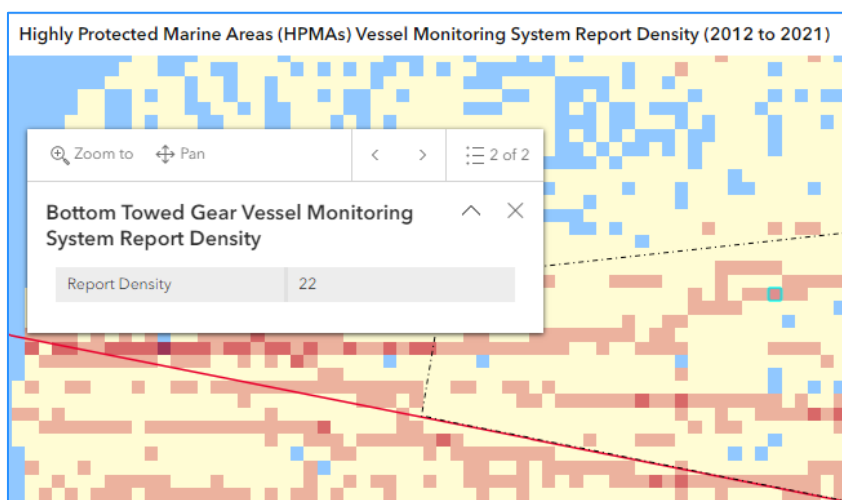 Highly Protected Marine Areas (HPMAs) Vessel Monitoring System Report Density (2012 to 2021)
Zoom to Pan 2 of 2
Bottom Towed Gear Vessel Monitoring
System Report Density
Report Density 22